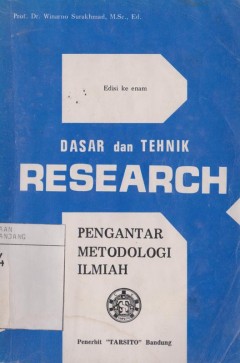 Prof. Dr. Winarno Surakhmad, M.Sc., Ed.
Edisi ke enam
DASAR dan TEHNIK
RESEARCH
PENGANTAR
METODOLOGI
ILMIAH
Penerbit "TARSITO" Bandung